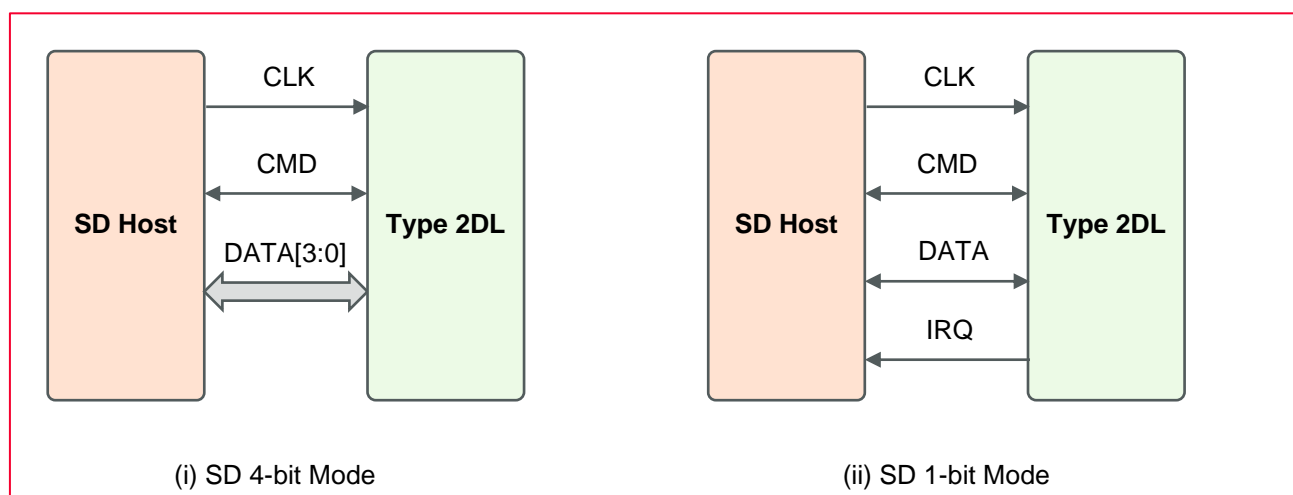 CLK
CMD
SD Host
Type 2DL
DATA[3:0]
(i) SD 4-bit Mode
CLK
CMD
SD Host
Type 2DL
DATA
IRQ
(ii) SD 1-bit Mode